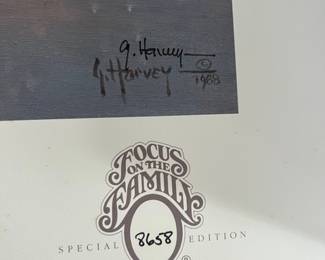 G. Harvey
G. Harvey © 1988
FOCUS
ON THE
FAMILY
SPECIAL 8658 EDITION
®